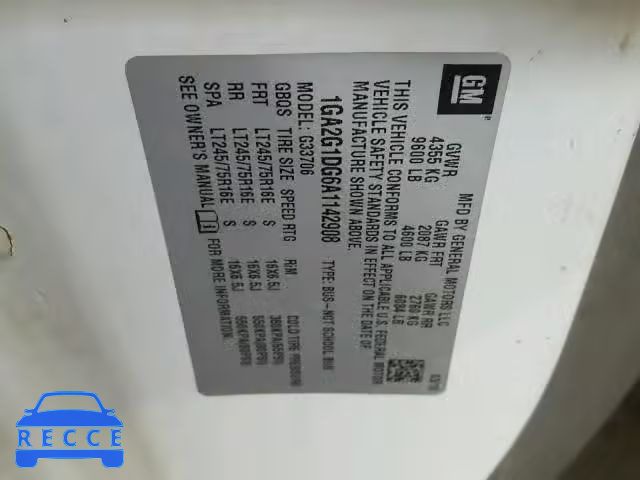 GM
MFD BY GENERAL MOTORS LLC
GVWR GAWR FRT GAWR RR
4355 KG 2087 KG 2760 KG
9600 LB 4600 LB 6084 LB
THIS VEHICLE CONFORMS TO ALL APPLICABLE U.S. FEDERAL MOTOR
VEHICLE SAFETY STANDARDS IN EFFECT ON THE DATE OF
MANUFACTURE SHOWN ABOVE.
1GA2G1DG6A1142908 TYPE: BUS-NOT SCHOOL BUS
MODEL: G33706
GBQS TIRE SIZE SPEED RTG RIM COLD TIRE PRESSURE
FRT LT245/75R16E S 16X6.5J
RR LT245/75R16E S 16X6.5J
SPA LT245/75R16E S 16X6.5J
SEE OWNER'S MANUAL FOR MORE INFORMATION.
RECCE